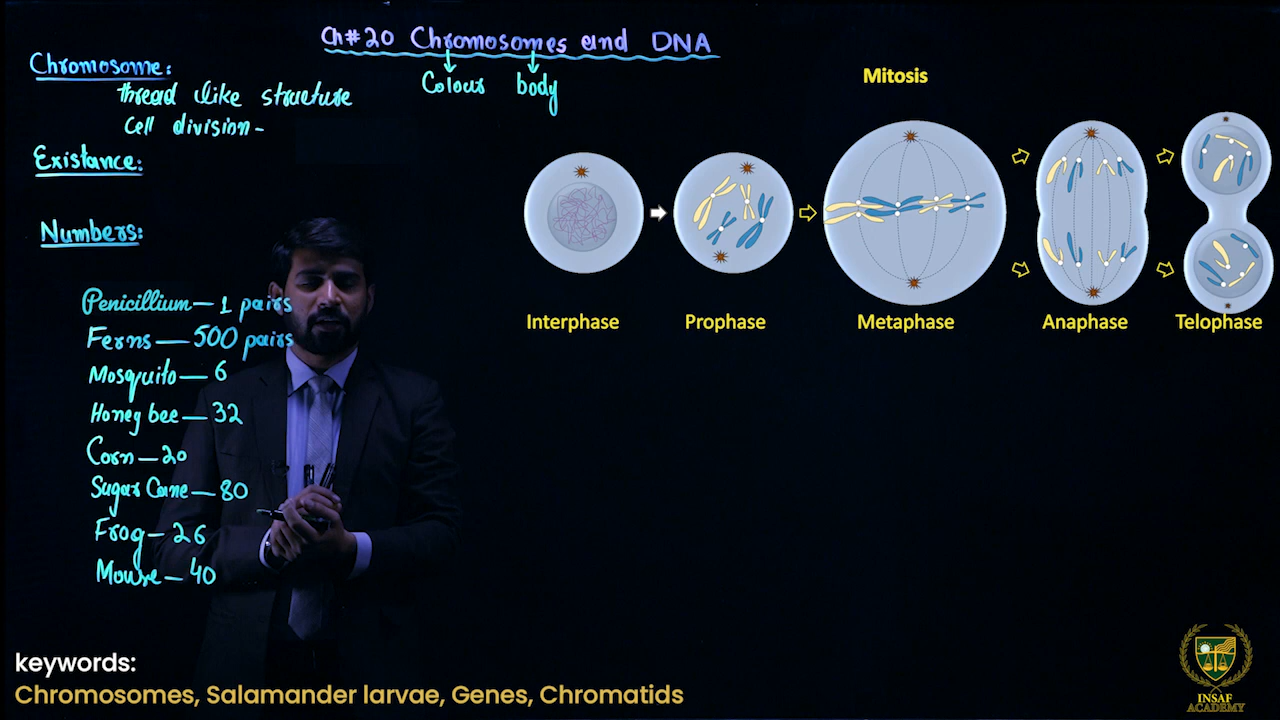 Ch#20 Chromosomes and DNA
Colour body
Chromosome:
thread like structure
Cell division-
Existance:
Numbers:
Penicillium — 1 pairs
Ferns — 500 pairs
Mosquito — 6
Honey bee — 32
Corn — 20
Sugar Cane — 80
Frog — 26
Mouse — 40
Mitosis
Interphase Prophase Metaphase Anaphase Telophase
keywords:
Chromosomes, Salamander larvae, Genes, Chromatids
INSAF
ACADEMY